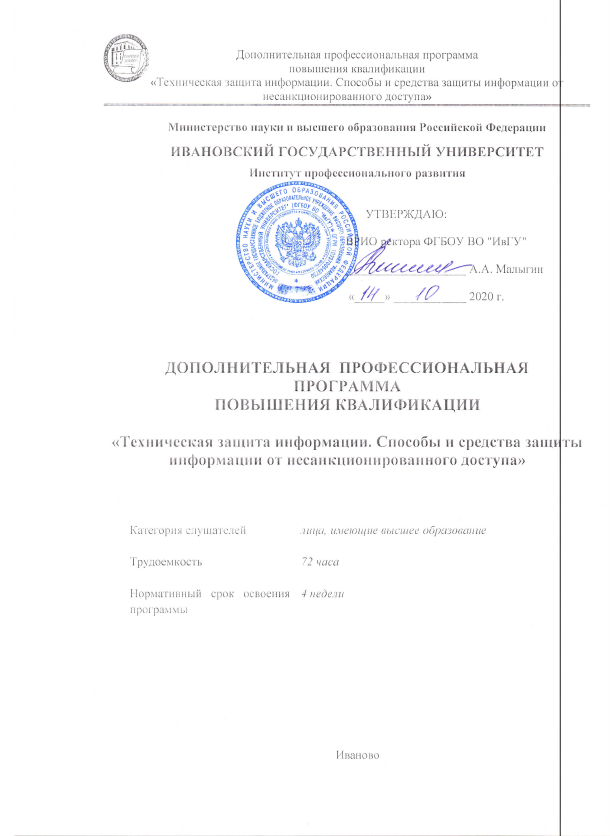 Дополнительная профессиональная программа
повышения квалификации
«Техническая защита информации. Способы и средства защиты информации от
несанкционированного доступа»
Министерство науки и высшего образования Российской Федерации
ИВАНОВСКИЙ ГОСУДАРСТВЕННЫЙ УНИВЕРСИТЕТ
Институт профессионального развития
УТВЕРЖДАЮ:
ВРИО ректора ФГБОУ ВО "ИвГУ"
А.А. Малыгин
«14» 10 2020 г.
ДОПОЛНИТЕЛЬНАЯ ПРОФЕССИОНАЛЬНАЯ
ПРОГРАММА
ПОВЫШЕНИЯ КВАЛИФИКАЦИИ
«Техническая защита информации. Способы и средства защиты
информации от несанкционированного доступа»
Категория слушателей лица, имеющие высшее образование
Трудоемкость 72 часа
Нормативный срок освоения 4 недели
программы
Иваново